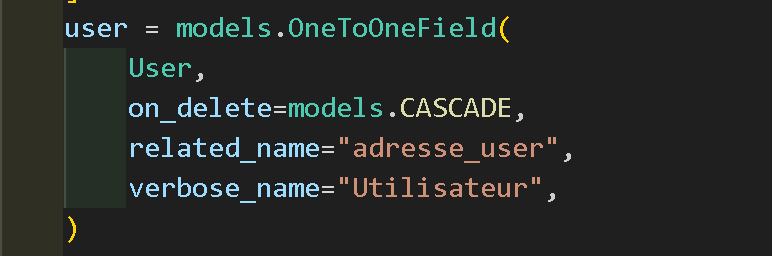 user = models.OneToOneField(
User,
on_delete=models.CASCADE,
related_name="adresse_user",
verbose_name="Utilisateur",
)